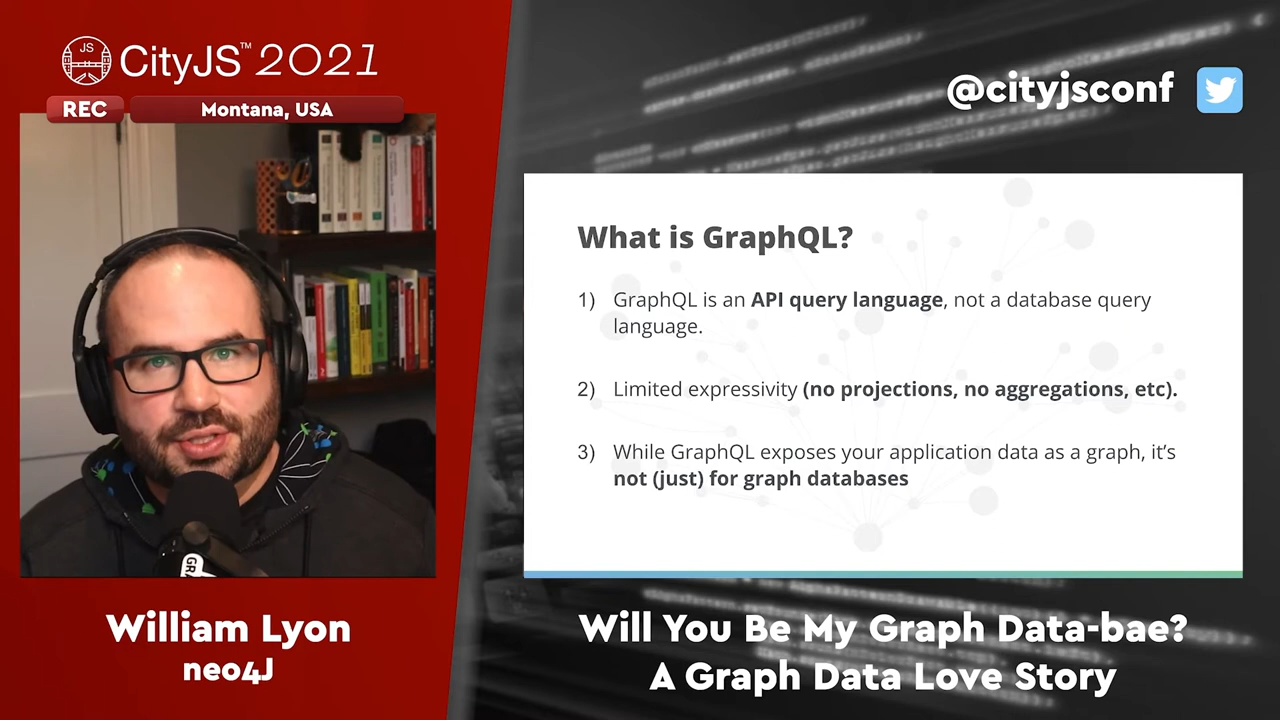 JS
CityJS™ 2021
REC
Montana, USA
@cityjsconf
What is GraphQL?
1) GraphQL is an API query language, not a database query
language.
2) Limited expressivity (no projections, no aggregations, etc).
3) While GraphQL exposes your application data as a graph, it’s
not (just) for graph databases
William Lyon
neo4J
Will You Be My Graph Data-bae?
A Graph Data Love Story